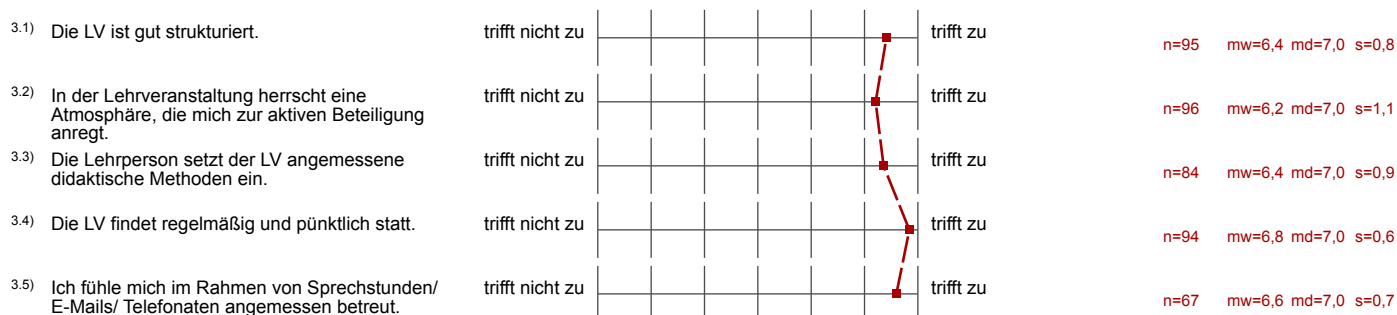 3.1) Die LV ist gut strukturiert. trifft nicht zu trifft zu n=95 mw=6,4 md=7,0 s=0,8
3.2) In der Lehrveranstaltung herrscht eine trifft nicht zu trifft zu
Atmosphäre, die mich zur aktiven Beteiligung n=96 mw=6,2 md=7,0 s=1,1
anregt.
3.3) Die Lehrperson setzt der LV angemessene trifft nicht zu trifft zu
didaktische Methoden ein. n=84 mw=6,4 md=7,0 s=0,9
3.4) Die LV findet regelmäßig und pünktlich statt. trifft nicht zu trifft zu n=94 mw=6,8 md=7,0 s=0,6
3.5) Ich fühle mich im Rahmen von Sprechstunden/ trifft nicht zu trifft zu
E-Mails/ Telefonaten angemessen betreut. n=67 mw=6,6 md=7,0 s=0,7